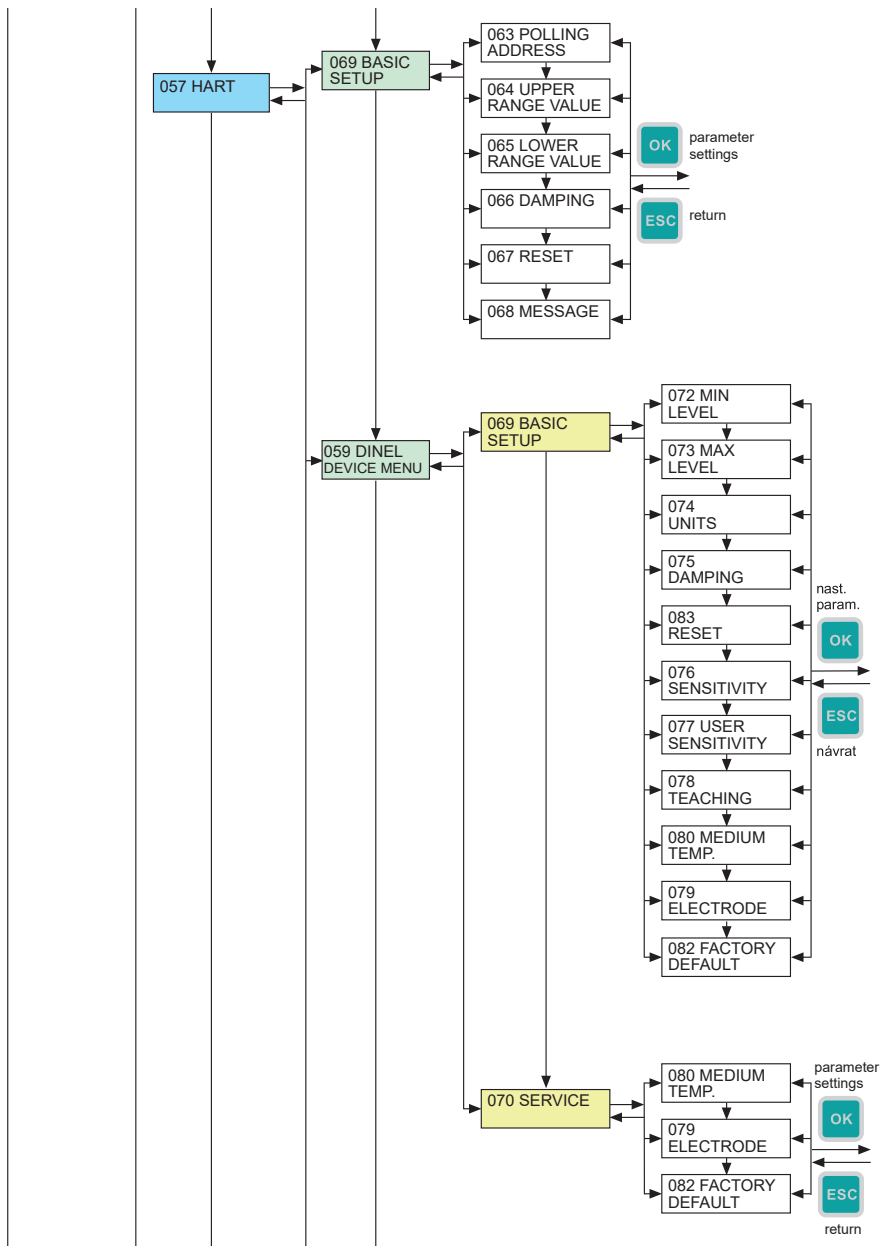 063 POLLING
ADDRESS
069 BASIC
SETUP
057 HART
064 UPPER
RANGE VALUE
065 LOWER
RANGE VALUE
OK
parameter
settings
066 DAMPING
ESC
return
067 RESET
068 MESSAGE
072 MIN
LEVEL
069 BASIC
SETUP
059 DINEL
DEVICE MENU
073 MAX
LEVEL
074
UNITS
075
DAMPING
nast.
param.
083
RESET
OK
076
SENSITIVITY
ESC
077 USER
SENSITIVITY
návrat
078
TEACHING
080 MEDIUM
TEMP.
079
ELECTRODE
082 FACTORY
DEFAULT
080 MEDIUM
TEMP.
parameter
settings
070 SERVICE
OK
079
ELECTRODE
082 FACTORY
DEFAULT
ESC
return